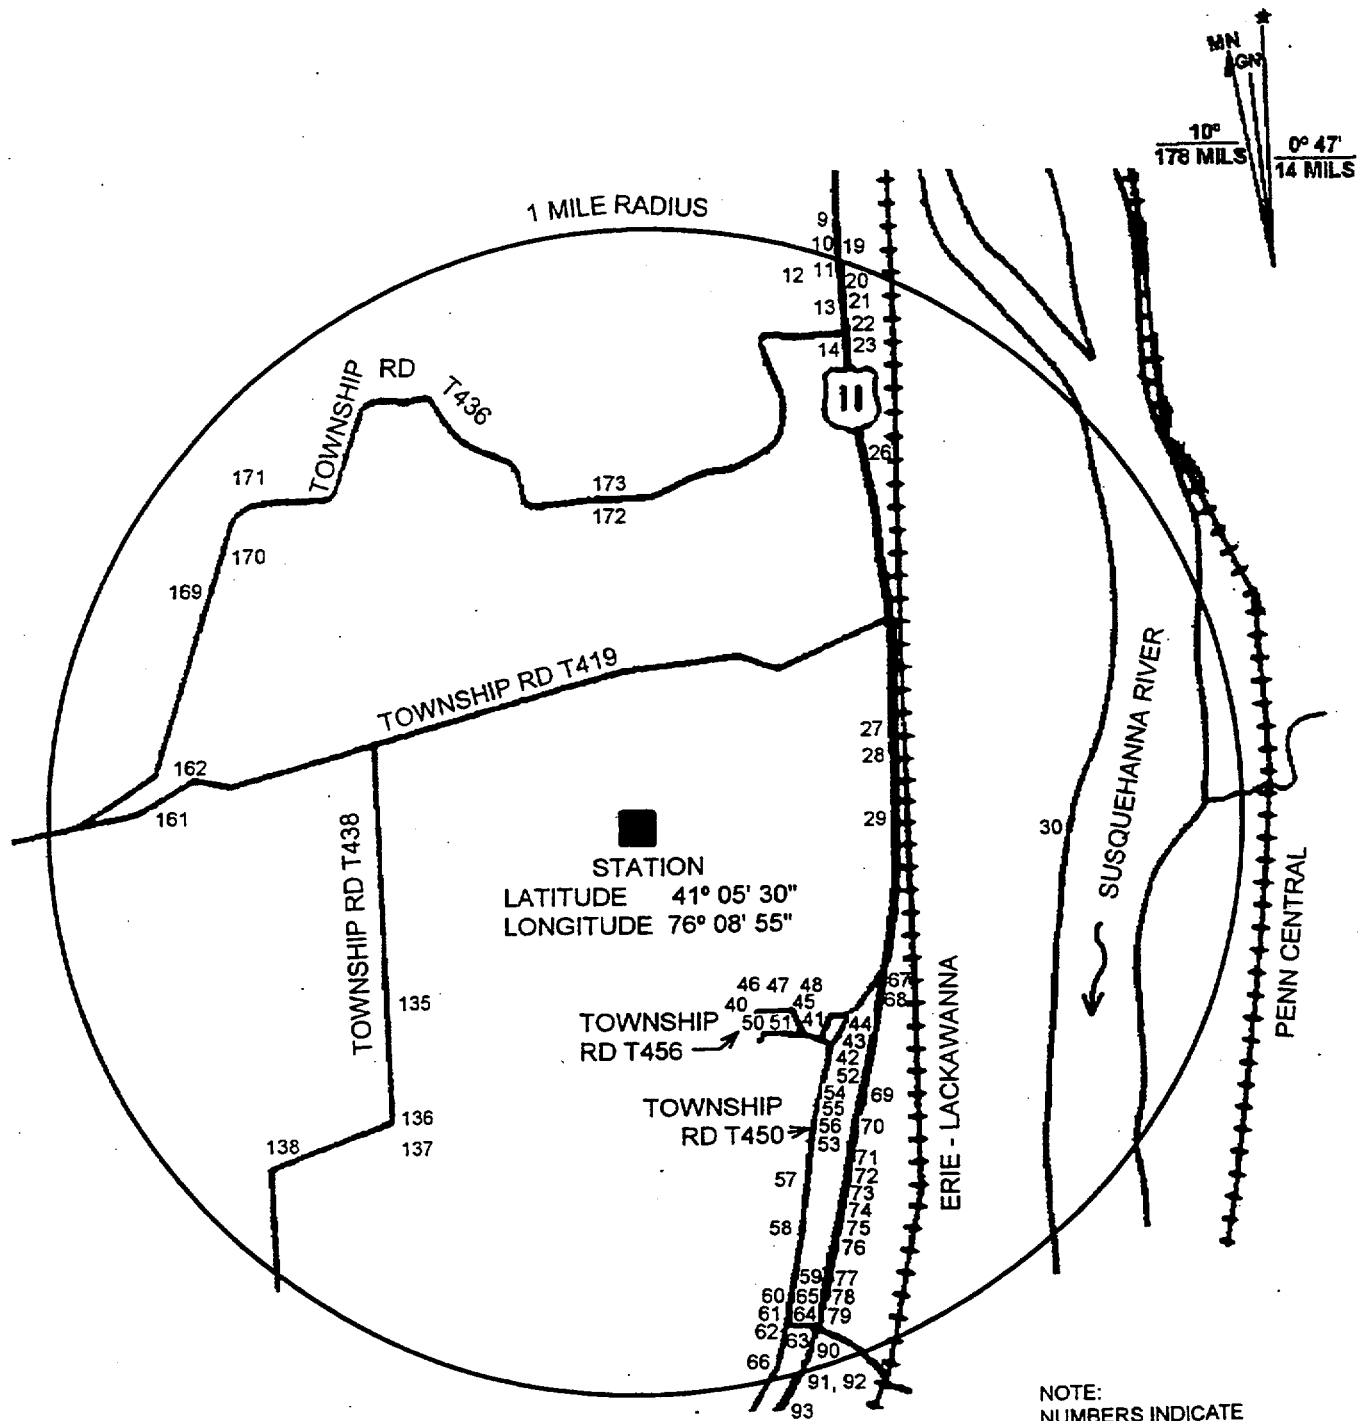 MN
GN
10°
178 MILS
0° 47'
14 MILS
1 MILE RADIUS
9
10 19
12 11
20
13 21
22
14 23
11
26
TOWNSHIP RD T436
171
173
172
170
169
TOWNSHIP RD T419
162
161
27
28
29
30
SUSQUEHANNA RIVER
PENN CENTRAL
ERIE - LACKAWANNA
STATION
LATITUDE 41° 05' 30"
LONGITUDE 76° 08' 55"
TOWNSHIP RD T438
135
136
137
138
46 47 48
40 45
50 51 41
67
68
44
43
42
52
TOWNSHIP
RD T456
54
55
56
53
TOWNSHIP
RD T450
69
70
71
72
73
74
75
76
57
58
59 77
60 65 78
61 64 79
62 63
90
66
91, 92
93
NOTE:
NUMBERS INDICATE